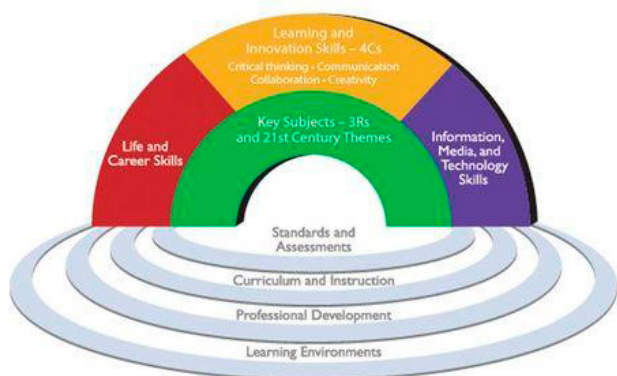 Learning and
Innovation Skills – 4Cs
Critical thinking • Communication
Collaboration • Creativity
Key Subjects – 3Rs
and 21st Century Themes
Life and
Career Skills
Information,
Media, and
Technology
Skills
Standards and
Assessments
Curriculum and Instruction
Professional Development
Learning Environments